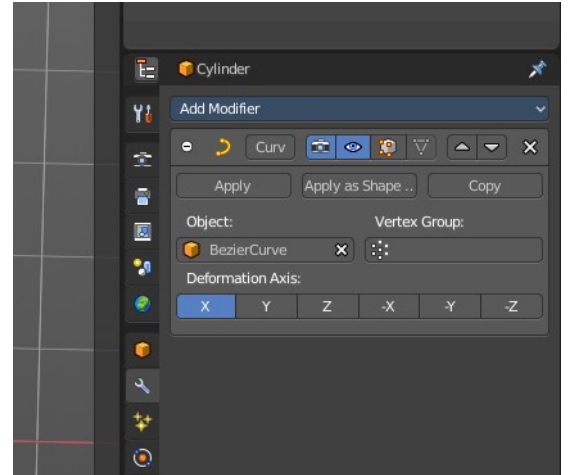 Cylinder
Add Modifier
Curv
Apply Apply as Shape .. Copy
Object: Vertex Group:
BezierCurve
Deformation Axis:
X Y Z -X -Y -Z